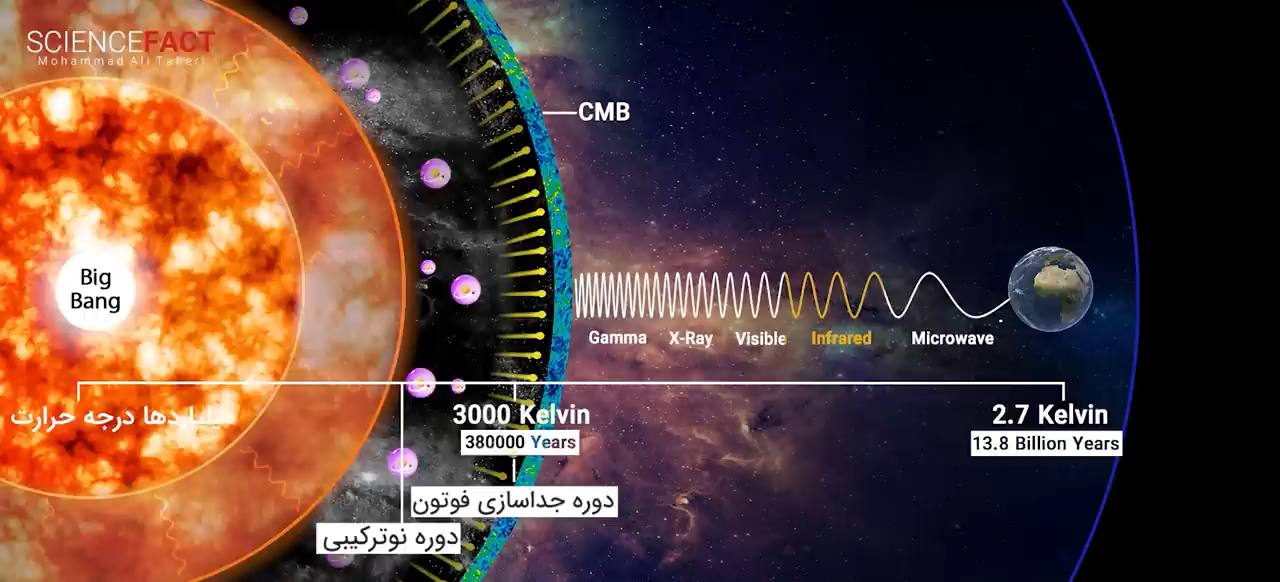 SCIENCEFACT
Mohammad Ali Taheri
CMB
Big
Bang
Gamma X-Ray Visible Infrared Microwave
میلیاردها درجه حرارت
3000 Kelvin
380000 Years
2.7 Kelvin
13.8 Billion Years
دوره جداسازی فوتون
دوره نوترکیبی